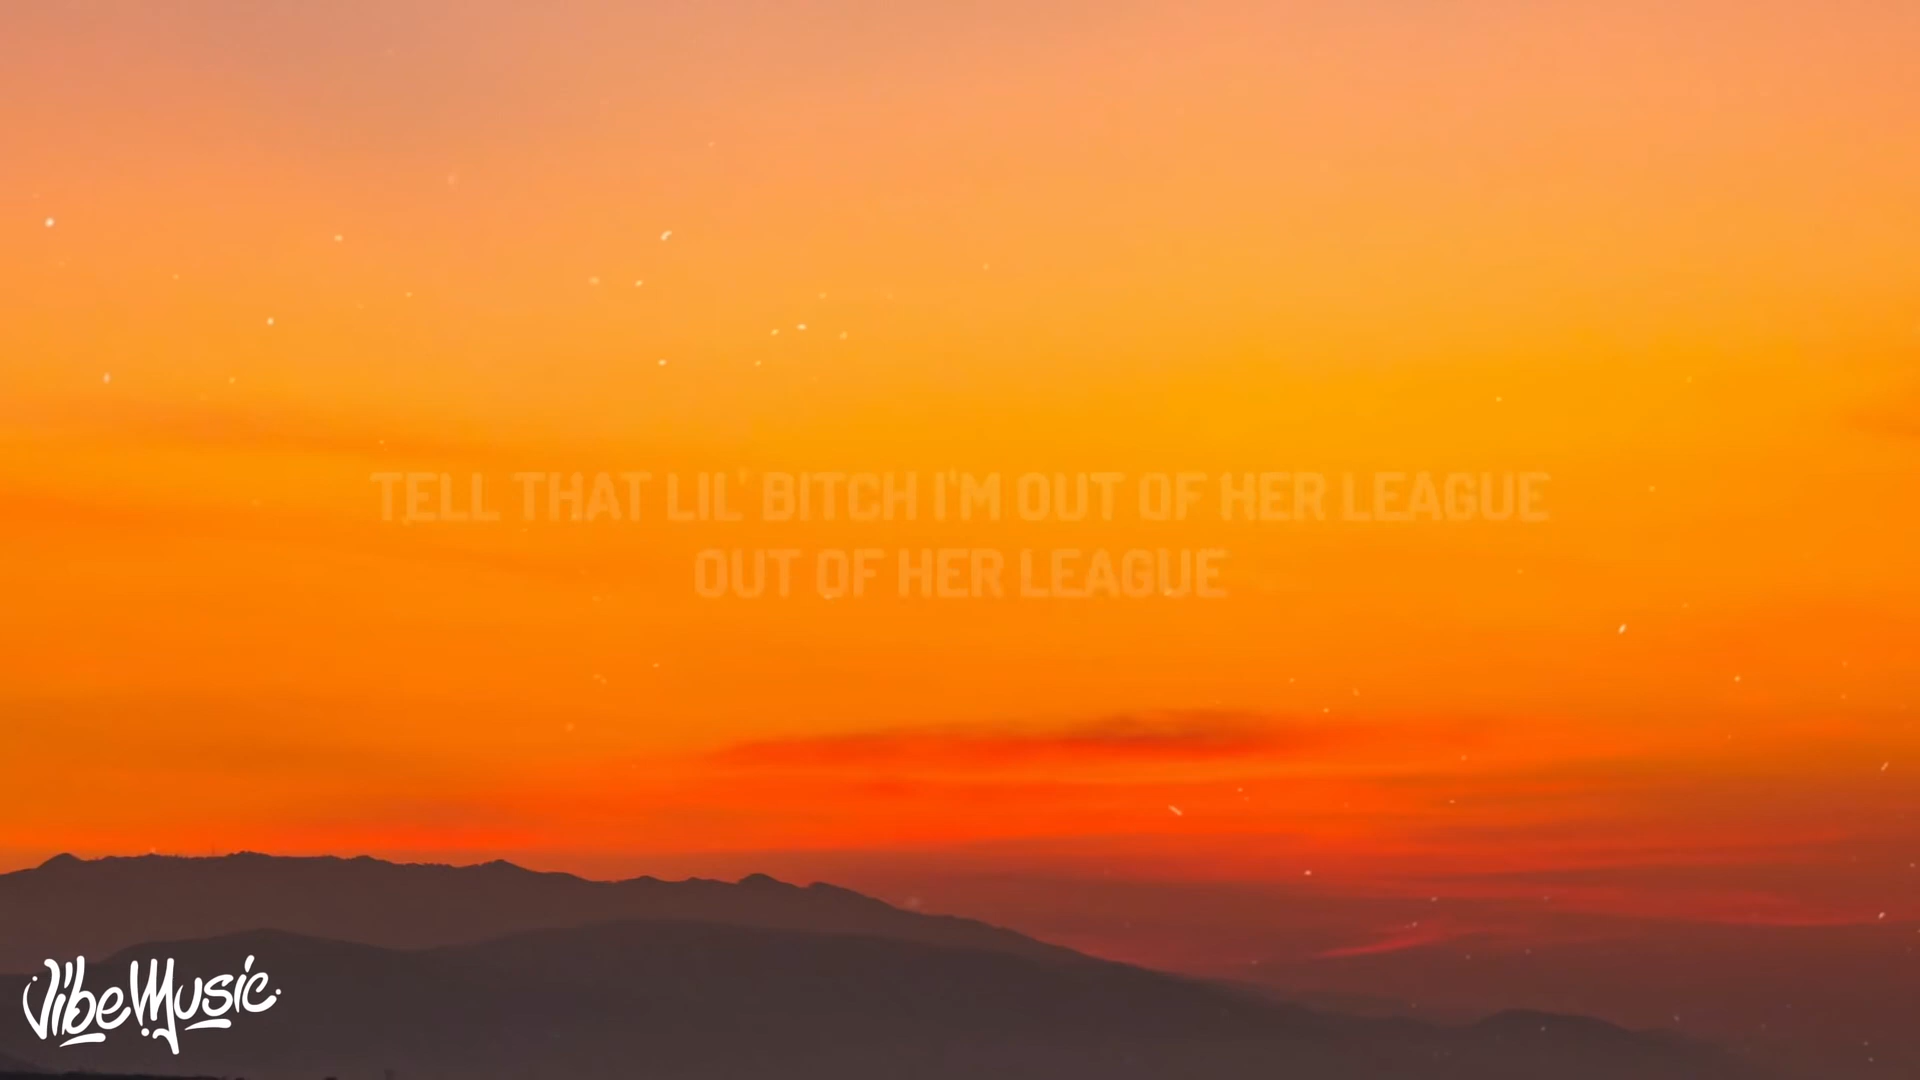 TELL THAT LIL' BITCH I'M OUT OF HER LEAGUE
OUT OF HER LEAGUE
VibeMusic